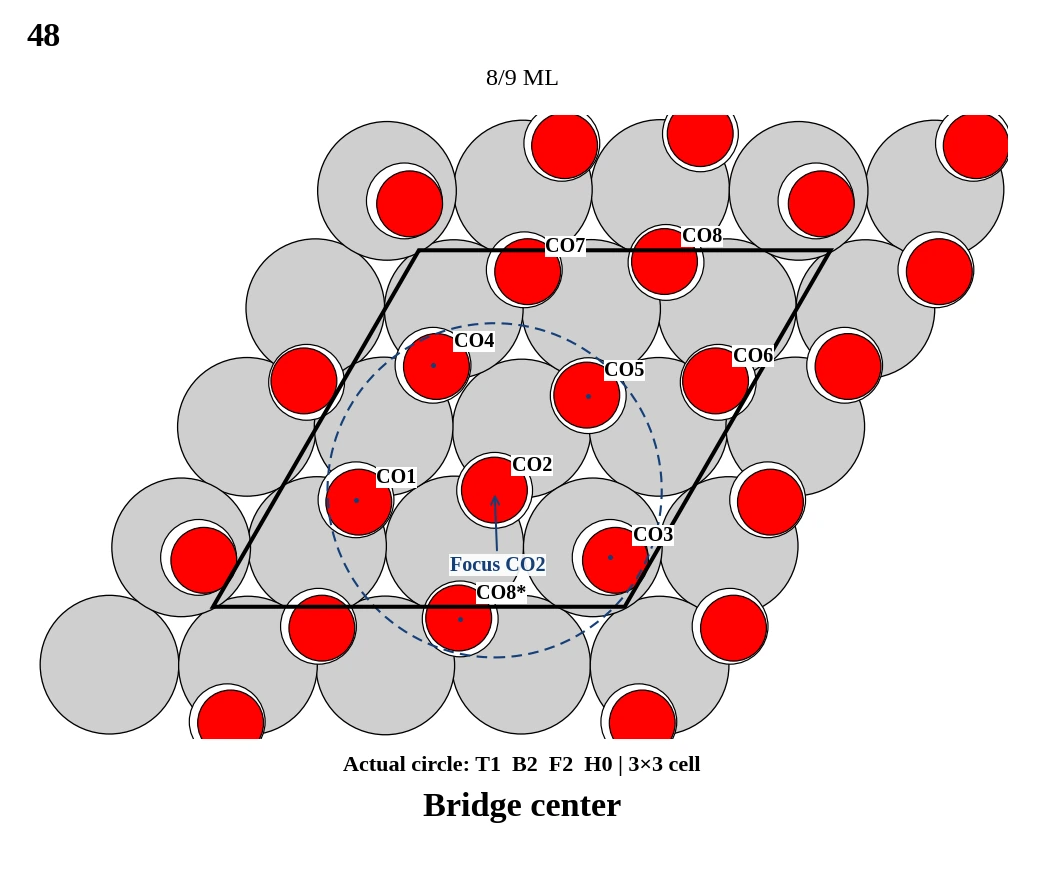 48
8/9 ML
CO7
CO8
CO4
CO5
CO6
CO1
CO2
CO3
Focus CO2
CO8*
Actual circle: T1 B2 F2 H0 | 3×3 cell
Bridge center